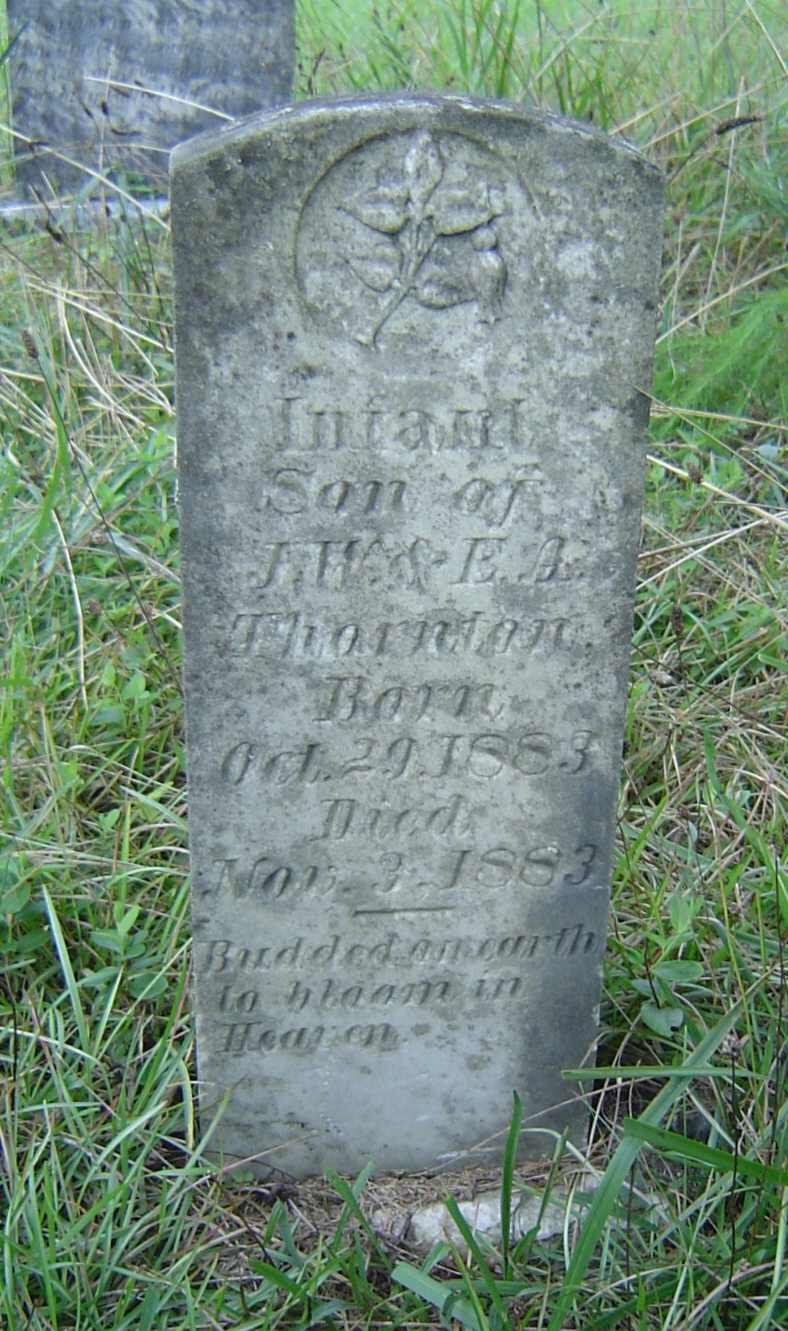 Infant
Son of
J.W. & E.A.
Thornton.
Born
Oct. 29, 1883
Died
Nov. 3, 1883
Budded on earth
to bloom in
Heaven.